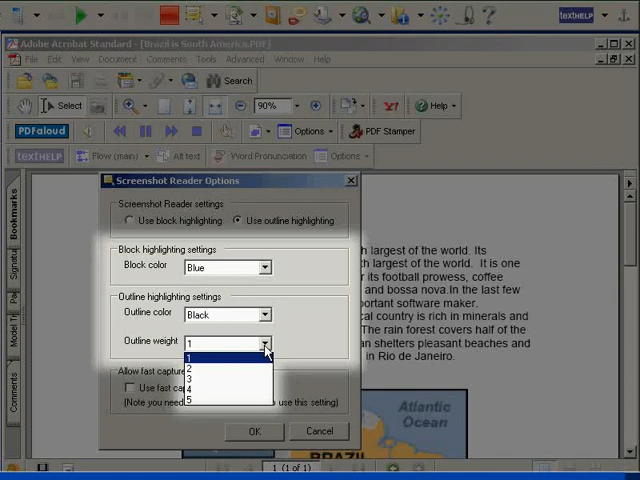 textHELP
Adobe Acrobat Standard - [Brazil is South America.PDF]
File Edit View Document Comments Tools Advanced Window Help
Search
Select
90%
Y! Help
PDFaloud
Options
PDF Stamper
textHELP Flow (main) Alt text Word Pronunciation Options
Screenshot Reader Options
Bookmarks
Comments
Screenshot Reader settings
Use block highlighting
Use outline highlighting
Block highlighting settings
Block color
Blue
Outline highlighting settings
Outline color
Black
Outline weight
1
1
2
3
4
5
Allow fast capture
Use fast
(Note you need
use this setting)
OK
Cancel
largest of the world. Its
largest of the world. It is one
its football prowess, coffee
and bossa nova.In the last few
software maker.
country is rich in minerals and
The rain forest covers half of the
shelters pleasant beaches and
in Rio de Janeiro.
Atlantic
Ocean
BRAZIL
1 (1 of 1)